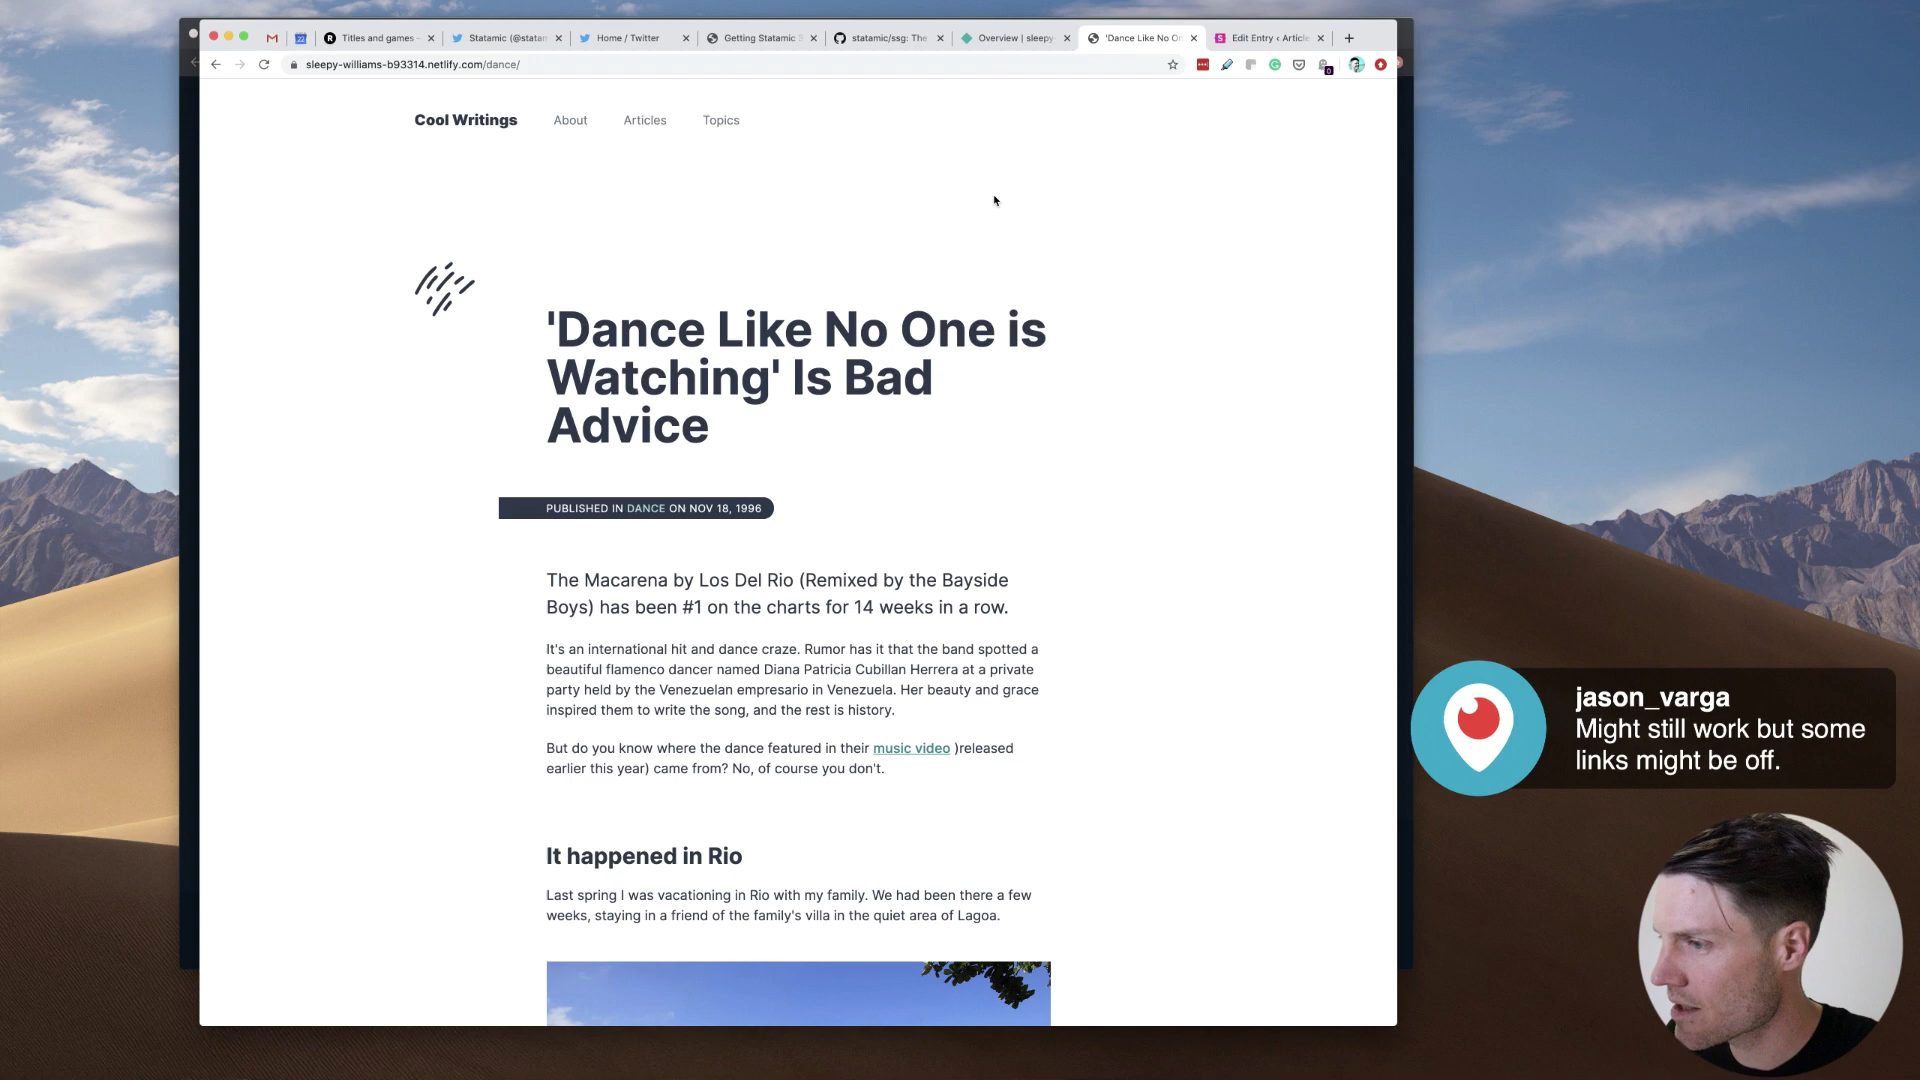 Titles and games -
Statamic (@statam
Home / Twitter
Getting Statamic 3
statamic/ssg: The
Overview | sleepy-
'Dance Like No On
Edit Entry ‹ Article
sleepy-williams-b93314.netlify.com/dance/
Cool Writings
About
Articles
Topics
'Dance Like No One is
Watching' Is Bad
Advice
PUBLISHED IN DANCE ON NOV 18, 1996
The Macarena by Los Del Rio (Remixed by the Bayside
Boys) has been #1 on the charts for 14 weeks in a row.
It's an international hit and dance craze. Rumor has it that the band spotted a
beautiful flamenco dancer named Diana Patricia Cubillan Herrera at a private
party held by the Venezuelan empresario in Venezuela. Her beauty and grace
inspired them to write the song, and the rest is history.
But do you know where the dance featured in their music video )released
earlier this year) came from? No, of course you don't.
It happened in Rio
Last spring I was vacationing in Rio with my family. We had been there a few
weeks, staying in a friend of the family's villa in the quiet area of Lagoa.
jason_varga
Might still work but some
links might be off.